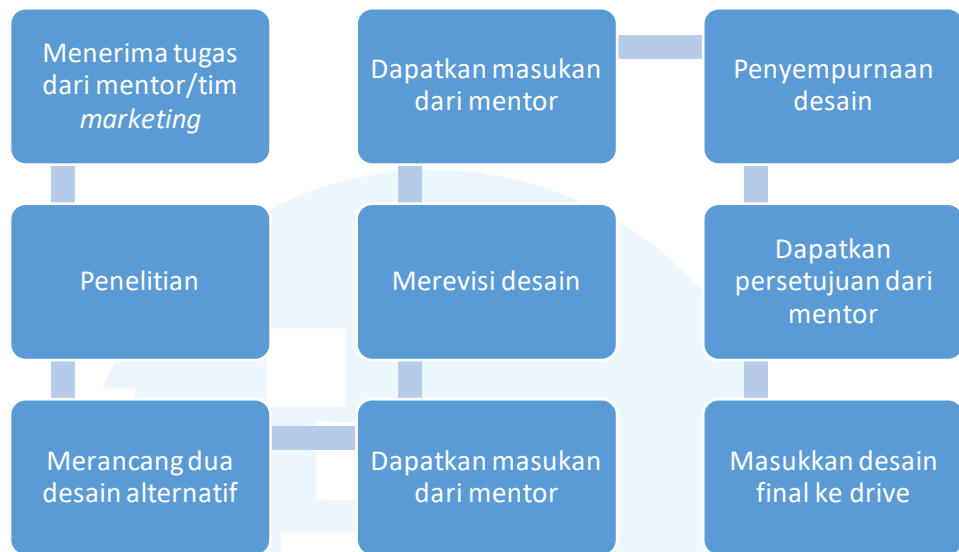 Menerima tugas
dari mentor/tim
marketing
Penelitian
Merancang dua
desain alternatif
Dapatkan masukan
dari mentor
Merevisi desain
Dapatkan masukan
dari mentor
Penyempurnaan
desain
Dapatkan
persetujuan dari
mentor
Masukkan desain
final ke drive